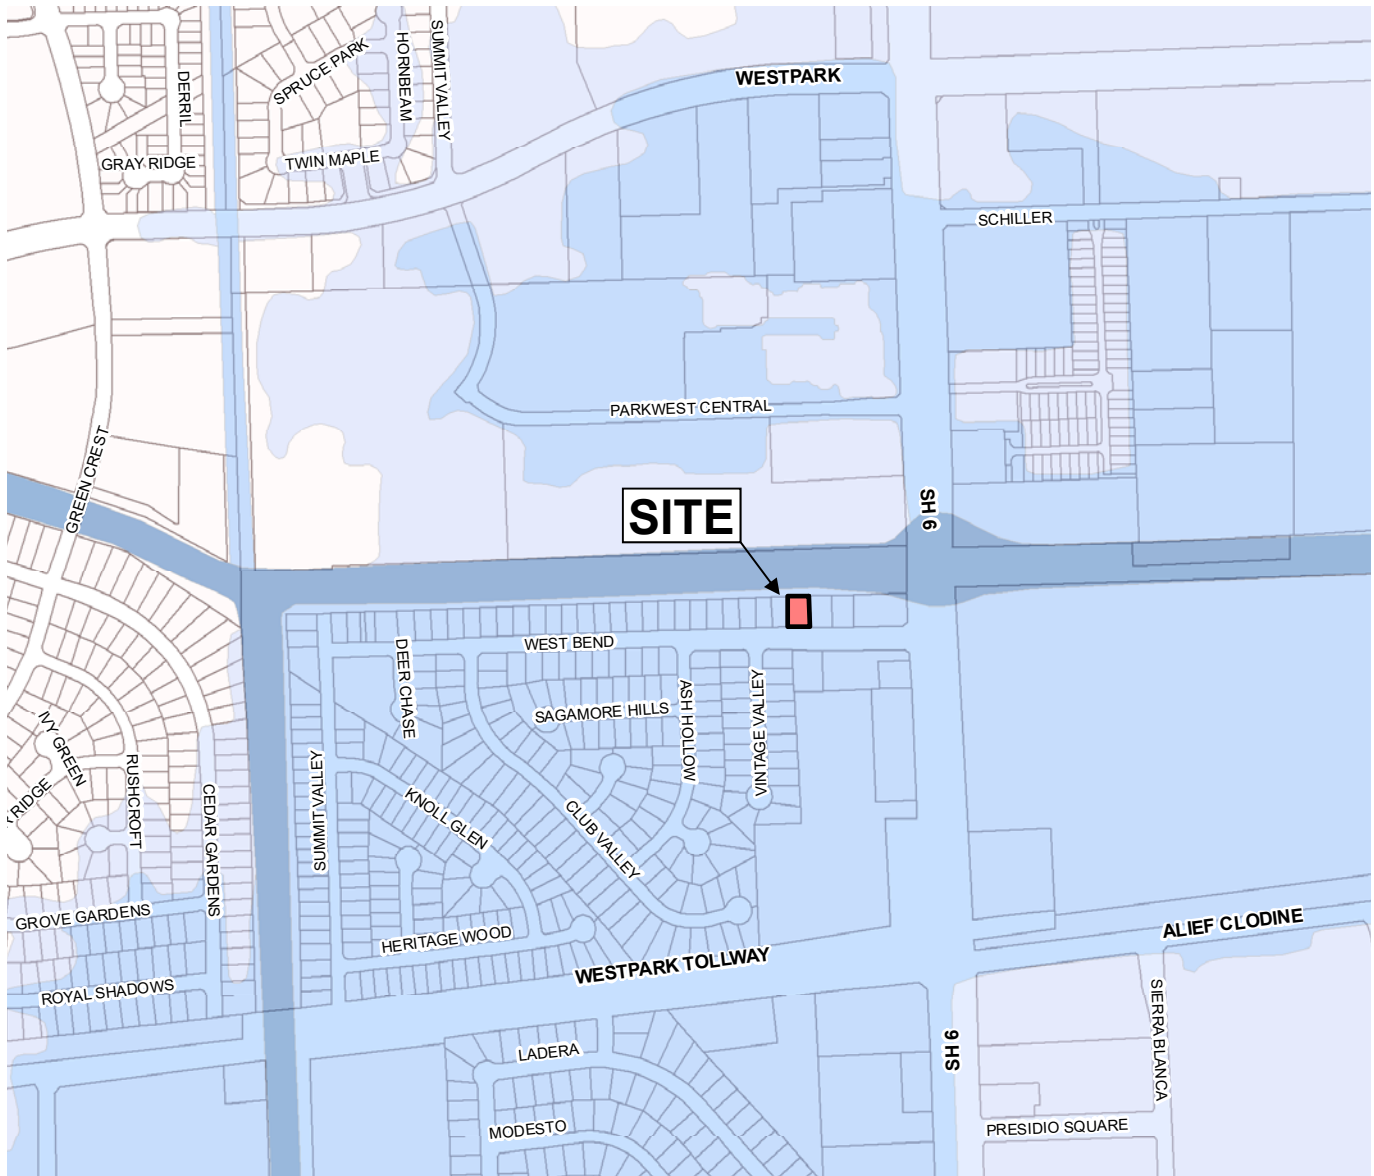 SUMMIT VALLEY
HORNBEAM
SPRUCE PARK
DERRIL
WESTPARK
GRAY RIDGE
TWIN MAPLE
SCHILLER
PARKWEST CENTRAL
GREEN CREST
SITE
SH 6
WEST BEND
DEER CHASE
ASH HOLLOW
VINTAGE VALLEY
SAGAMORE HILLS
IVY GREEN
RUSHCROFT
RIDGE
CEDAR GARDENS
SUMMIT VALLEY
KNOLL GLEN
CLUB VALLEY
GROVE GARDENS
HERITAGE WOOD
ALIEF CLODINE
WESTPARK TOLLWAY
ROYAL SHADOWS
SIERRA BLANCA
SH 6
LADERA
MODESTO
PRESIDIO SQUARE